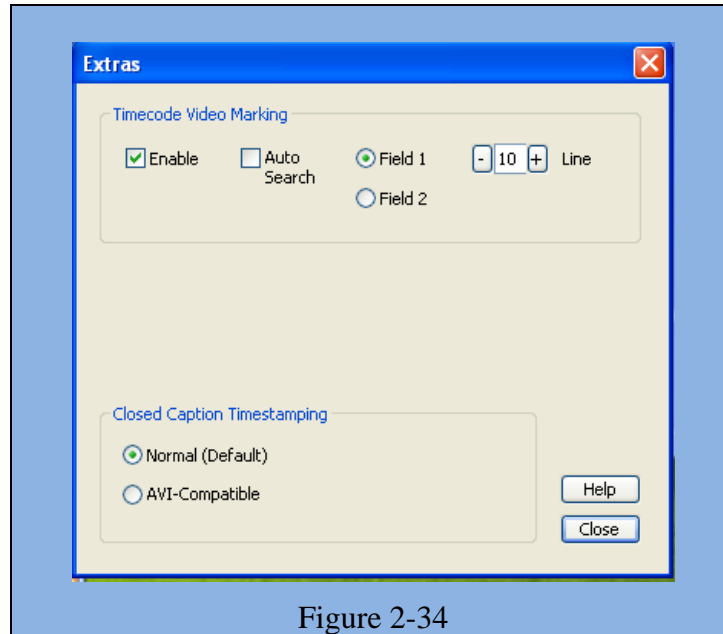 Extras
Timecode Video Marking
Enable
Auto
Search
Field 1
- 10 + Line
Field 2
Closed Caption Timestamping
Normal (Default)
AVI-Compatible
Help
Close
Figure 2-34